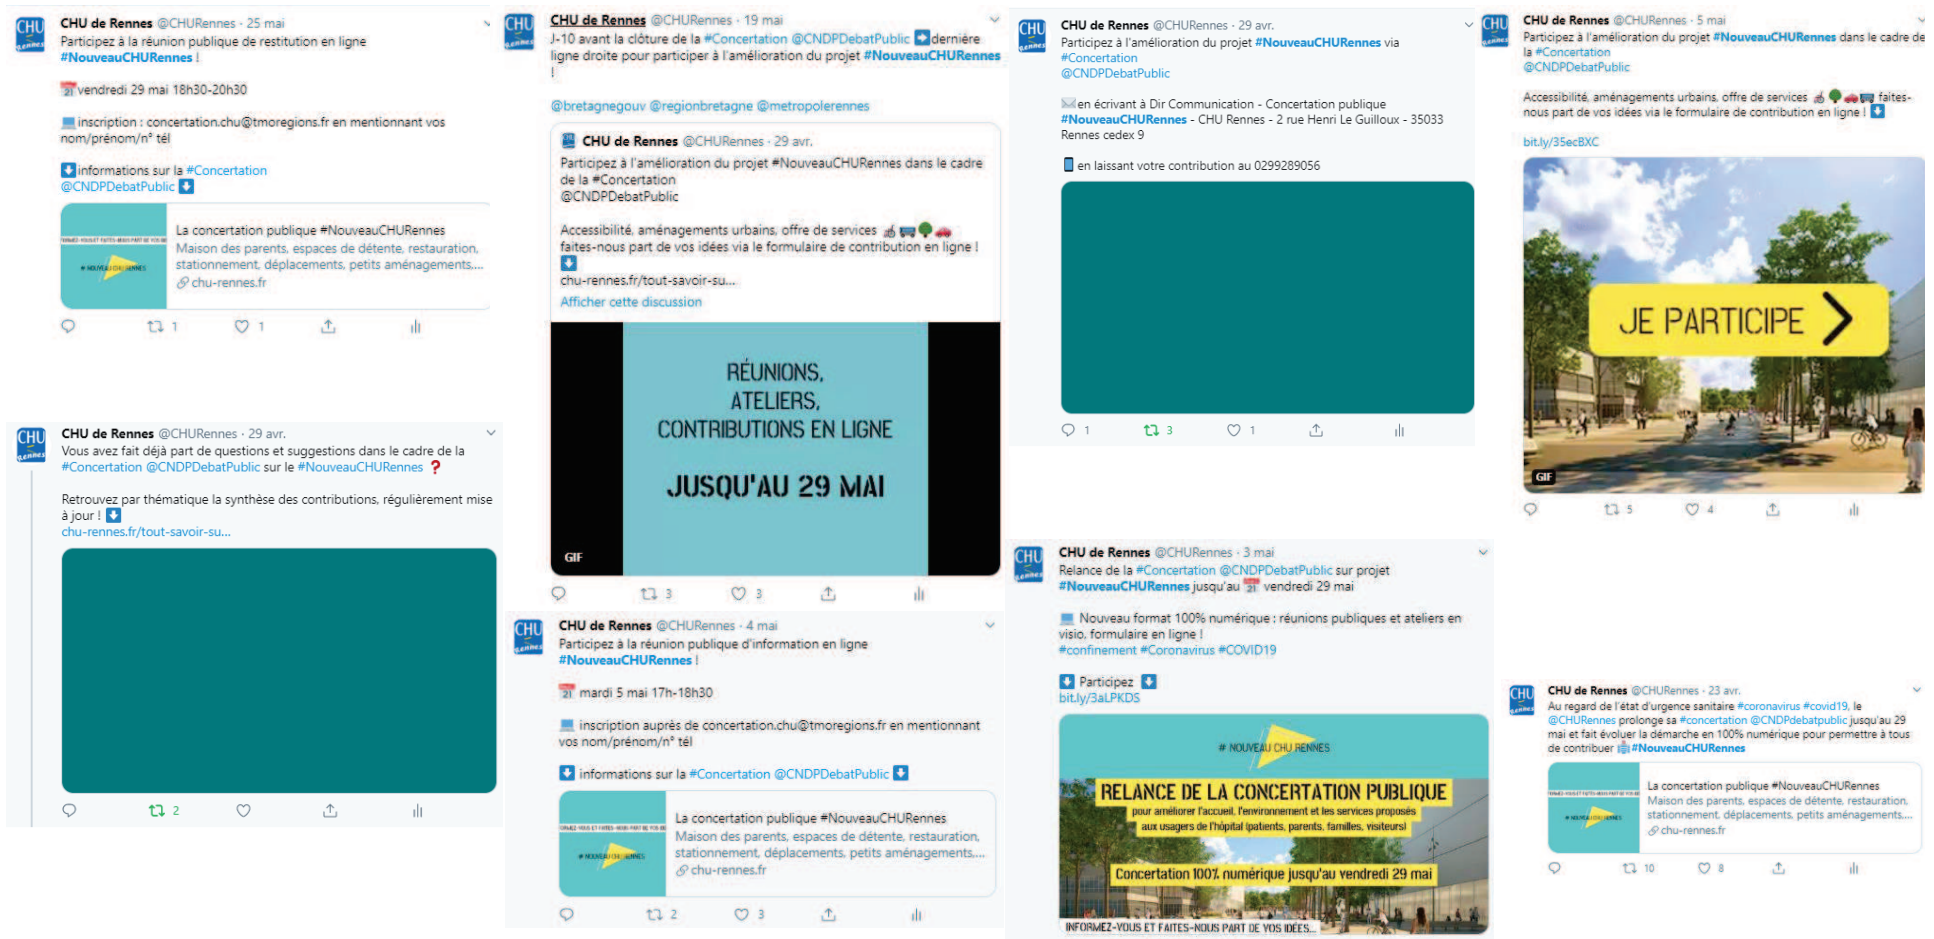 CHU de Rennes @CHURennes · 25 mai
Participez à la réunion publique de restitution en ligne
#NouveauCHURennes !
vendredi 29 mai 18h30-20h30
inscription : concertation.chu@tmoregions.fr en mentionnant vos
nom/prénom/n° tél
informations sur la #Concertation
@CNDPDebatPublic
La concertation publique #NouveauCHURennes
Maison des parents, espaces de détente, restauration,
stationnement, déplacements, petits aménagements,...
chu-rennes.fr
# NOUVEAU CHU RENNES
1 1
CHU de Rennes @CHURennes · 29 avr.
Vous avez fait déjà part de questions et suggestions dans le cadre de la
#Concertation @CNDPDebatPublic sur le #NouveauCHURennes ?
Retrouvez par thématique la synthèse des contributions, régulièrement mise
à jour !
chu-rennes.fr/tout-savoir-su...
2
CHU de Rennes @CHURennes · 19 mai
J-10 avant la clôture de la #Concertation @CNDPDebatPublic dernière
ligne droite pour participer à l'amélioration du projet #NouveauCHURennes
!
@bretagnegouv @regionbretagne @metropolerennes
CHU de Rennes @CHURennes · 29 avr.
Participez à l'amélioration du projet #NouveauCHURennes dans le cadre
de la #Concertation
@CNDPDebatPublic
Accessibilité, aménagements urbains, offre de services
faites-nous part de vos idées via le formulaire de contribution en ligne !
chu-rennes.fr/tout-savoir-su...
Afficher cette discussion
RÉUNIONS,
ATELIERS,
CONTRIBUTIONS EN LIGNE
JUSQU'AU 29 MAI
GIF
3 3
CHU de Rennes @CHURennes · 4 mai
Participez à la réunion publique d'information en ligne
#NouveauCHURennes !
mardi 5 mai 17h-18h30
inscription auprès de concertation.chu@tmoregions.fr en mentionnant
vos nom/prénom/n° tél
informations sur la #Concertation @CNDPDebatPublic
La concertation publique #NouveauCHURennes
Maison des parents, espaces de détente, restauration,
stationnement, déplacements, petits aménagements,...
chu-rennes.fr
# NOUVEAU CHU RENNES
2 3
CHU de Rennes @CHURennes · 29 avr.
Participez à l'amélioration du projet #NouveauCHURennes via
#Concertation
@CNDPDebatPublic
en écrivant à Dir Communication - Concertation publique
#NouveauCHURennes - CHU Rennes - 2 rue Henri Le Guilloux - 35033
Rennes cedex 9
en laissant votre contribution au 0299289056
1 3 1
CHU de Rennes @CHURennes · 3 mai
Relance de la #Concertation @CNDPDebatPublic sur projet
#NouveauCHURennes jusqu'au vendredi 29 mai
Nouveau format 100% numérique : réunions publiques et ateliers en
visio, formulaire en ligne !
#confinement #Coronavirus #COVID19
Participez
bit.ly/3aLPKDS
# NOUVEAU CHU RENNES
RELANCE DE LA CONCERTATION PUBLIQUE
pour améliorer l'accueil, l'environnement et les services proposés
aux usagers de l'hôpital (patients, parents, familles, visiteurs)
Concertation 100% numérique jusqu'au vendredi 29 mai
INFORMEZ-VOUS ET FAITES-NOUS PART DE VOS IDÉES...
CHU de Rennes @CHURennes · 5 mai
Participez à l'amélioration du projet #NouveauCHURennes dans le cadre de
la #Concertation
@CNDPDebatPublic
Accessibilité, aménagements urbains, offre de services faites-
nous part de vos idées via le formulaire de contribution en ligne !
bit.ly/35ecBXC
JE PARTICIPE
GIF
5 4
CHU de Rennes @CHURennes · 23 avr.
Au regard de l'état d'urgence sanitaire #coronavirus #covid19, le
@CHURennes prolonge sa #concertation @CNDPdebatpublic jusqu'au 29
mai et fait évoluer la démarche en 100% numérique pour permettre à tous
de contribuer #NouveauCHURennes
La concertation publique #NouveauCHURennes
Maison des parents, espaces de détente, restauration,
stationnement, déplacements, petits aménagements,...
chu-rennes.fr
# NOUVEAU CHU RENNES
10 8